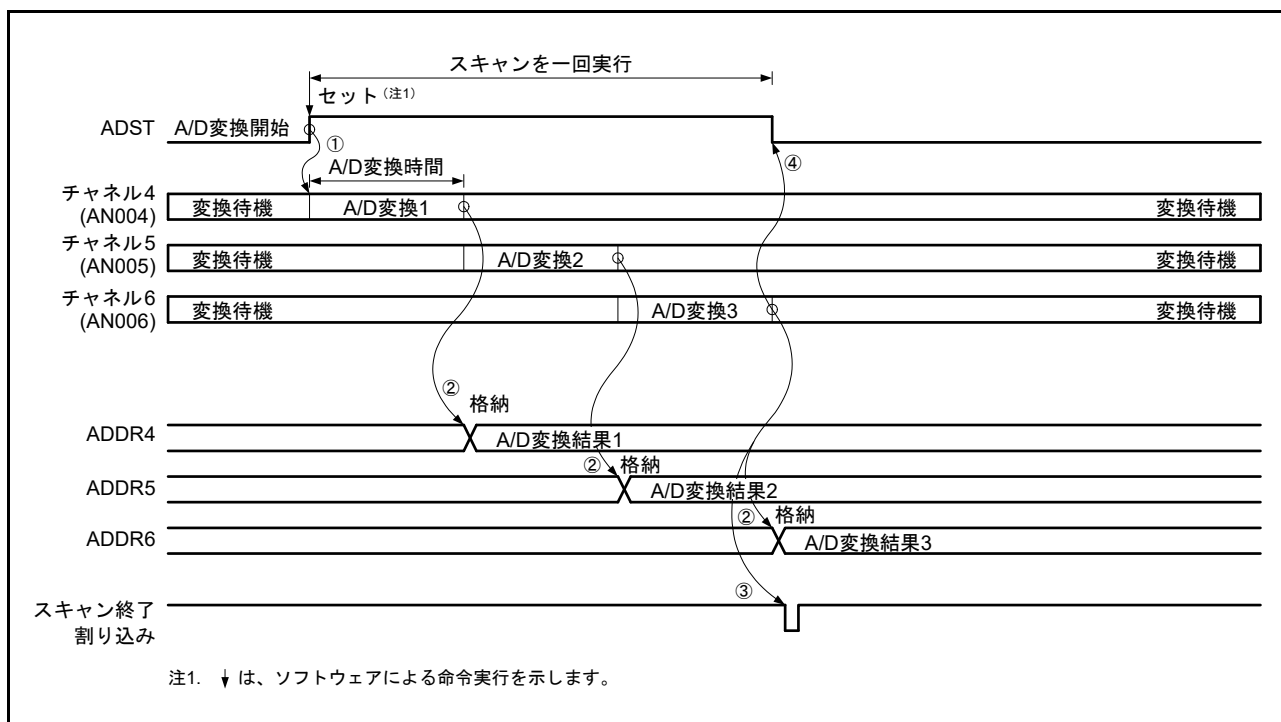 スキャンを一回実行
セット(注1)
ADST A/D変換開始
① ④
A/D変換時間
チャネル4
(AN004) 変換待機 A/D変換1 変換待機
チャネル5
(AN005) 変換待機 A/D変換2 変換待機
チャネル6
(AN006) 変換待機 A/D変換3 変換待機
② 格納
ADDR4 A/D変換結果1
② 格納
ADDR5 A/D変換結果2
② 格納
ADDR6 A/D変換結果3
③
スキャン終了
割り込み
注1. ↓ は、ソフトウェアによる命令実行を示します。